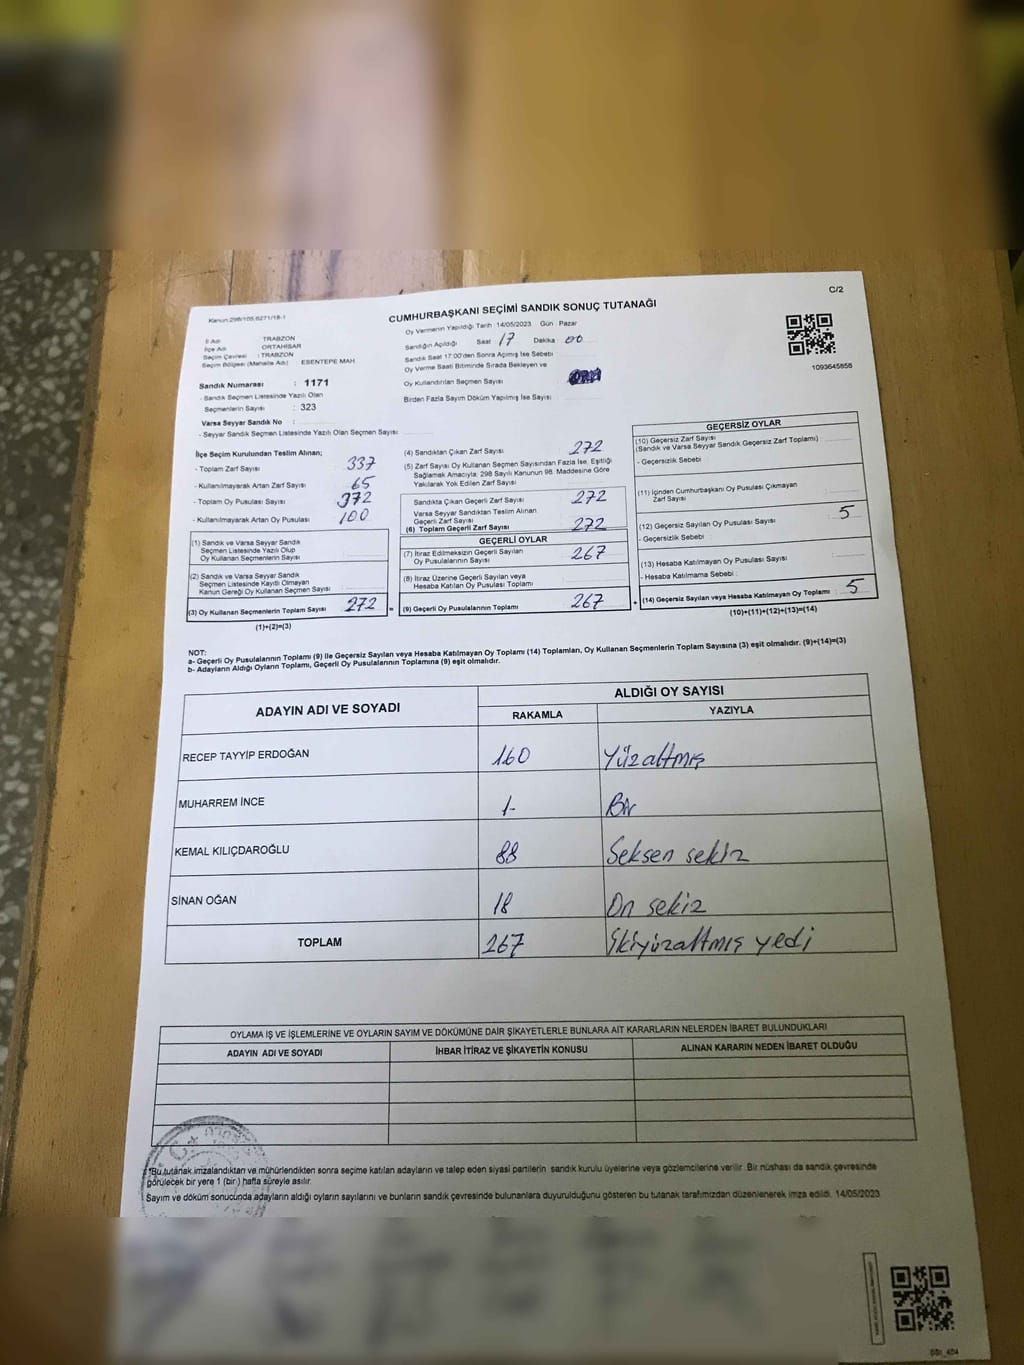 C/2
Kanun:298/105,6271/18-1
CUMHURBAŞKANI SEÇİMİ SANDIK SONUÇ TUTANAĞI
İl Adı : TRABZON
İlçe Adı : ORTAHİSAR
Seçim Çevresi : TRABZON
Seçim Bölgesi (Mahalle Adı) : ESENTEPE MAH
Sandık Numarası : 1171
- Sandık Seçmen Listesinde Yazılı Olan
Seçmenlerin Sayısı : 323
Varsa Seyyar Sandık No :
- Seyyar Sandık Seçmen Listesinde Yazılı Olan Seçmen Sayısı
Oy Vermenin Yapıldığı Tarih :14/05/2023 Gün : Pazar
Sandığın Açıldığı Saat 17 Dakika 00
Sandık Saat 17:00'den Sonra Açılmış İse Sebebi
Oy Verme Saati Bitiminde Sırada Bekleyen ve
Oy Kullandırılan Seçmen Sayısı
Birden Fazla Sayım Döküm Yapılmış İse Sayısı
1093645858
İlçe Seçim Kurulundan Teslim Alınan;
- Toplam Zarf Sayısı 337
- Kullanılmayarak Artan Zarf Sayısı 65
- Toplam Oy Pusulası Sayısı 372
- Kullanılmayarak Artan Oy Pusulası 100
(1) Sandık ve Varsa Seyyar Sandık
Seçmen Listesinde Yazılı Olup
Oy Kullanan Seçmenlerin Sayısı
(2) Sandık ve Varsa Seyyar Sandık
Seçmen Listesinde Kayıtlı Olmayan
Kanun Gereği Oy Kullanan Seçmen Sayısı
(3) Oy Kullanan Seçmenlerin Toplam Sayısı 272 =
(1)+(2)=(3)
(4) Sandıktan Çıkan Zarf Sayısı 272
(5) Zarf Sayısı Oy Kullanan Seçmen Sayısından Fazla İse, Eşitliği
Sağlamak Amacıyla, 298 Sayılı Kanunun 98. Maddesine Göre
Yakılarak Yok Edilen Zarf Sayısı
Sandıkta Çıkan Geçerli Zarf Sayısı 272
Varsa Seyyar Sandıktan Teslim Alınan
Geçerli Zarf Sayısı
(6) Toplam Geçerli Zarf Sayısı 272
GEÇERLİ OYLAR
(7) İtiraz Edilmeksizin Geçerli Sayılan
Oy Pusulalarının Sayısı 267
(8) İtiraz Üzerine Geçerli Sayılan veya
Hesaba Katılan Oy Pusulası Toplamı
(9) Geçerli Oy Pusulalarının Toplamı 267 +
GEÇERSİZ OYLAR
(10) Geçersiz Zarf Sayısı
(Sandık ve Varsa Seyyar Sandık Geçersiz Zarf Toplamı)
- Geçersizlik Sebebi
(11) İçinden Cumhurbaşkanı Oy Pusulası Çıkmayan
Zarf Sayısı
(12) Geçersiz Sayılan Oy Pusulası Sayısı 5
- Geçersizlik Sebebi
(13) Hesaba Katılmayan Oy Pusulası Sayısı
- Hesaba Katılmama Sebebi :
(14) Geçersiz Sayılan veya Hesaba Katılmayan Oy Toplamı : 5
(10)+(11)+(12)+(13)=(14)
NOT:
a- Geçerli Oy Pusulalarının Toplamı (9) ile Geçersiz Sayılan veya Hesaba Katılmayan Oy Toplamı (14) Toplamları, Oy Kullanan Seçmenlerin Toplam Sayısına (3) eşit olmalıdır. (9)+(14)=(3)
b- Adayların Aldığı Oyların Toplamı, Geçerli Oy Pusulalarının Toplamına (9) eşit olmalıdır.
ADAYIN ADI VE SOYADI ALDIĞI OY SAYISI
RAKAMLA YAZIYLA
RECEP TAYYİP ERDOĞAN 160 Yüzaltmış
MUHARREM İNCE 1- Bir
KEMAL KILIÇDAROĞLU 88 Seksen sekiz
SİNAN OĞAN 18 On sekiz
TOPLAM 267 İkiyüzaltmış yedi
OYLAMA İŞ VE İŞLEMLERİNE VE OYLARIN SAYIM VE DÖKÜMÜNE DAİR ŞİKAYETLERLE BUNLARA AİT KARARLARIN NELERDEN İBARET BULUNDUKLARI
ADAYIN ADI VE SOYADI İHBAR İTİRAZ VE ŞİKAYETİN KONUSU ALINAN KARARIN NEDEN İBARET OLDUĞU
*Bu tutanak imzalandıktan ve mühürlendikten sonra seçime katılan adayların ve talep eden siyasi partilerin sandık kurulu üyelerine veya gözlemcilerine verilir. Bir nüshası da sandık çevresinde
görülecek bir yere 1 (bir ) hafta süreyle asılır.
Sayım ve döküm sonucunda adayların aldığı oyların sayılarını ve bunların sandık çevresinde bulunanlara duyurulduğunu gösteren bu tutanak tarafımızdan düzenlenerek imza edildi. 14/05/2023